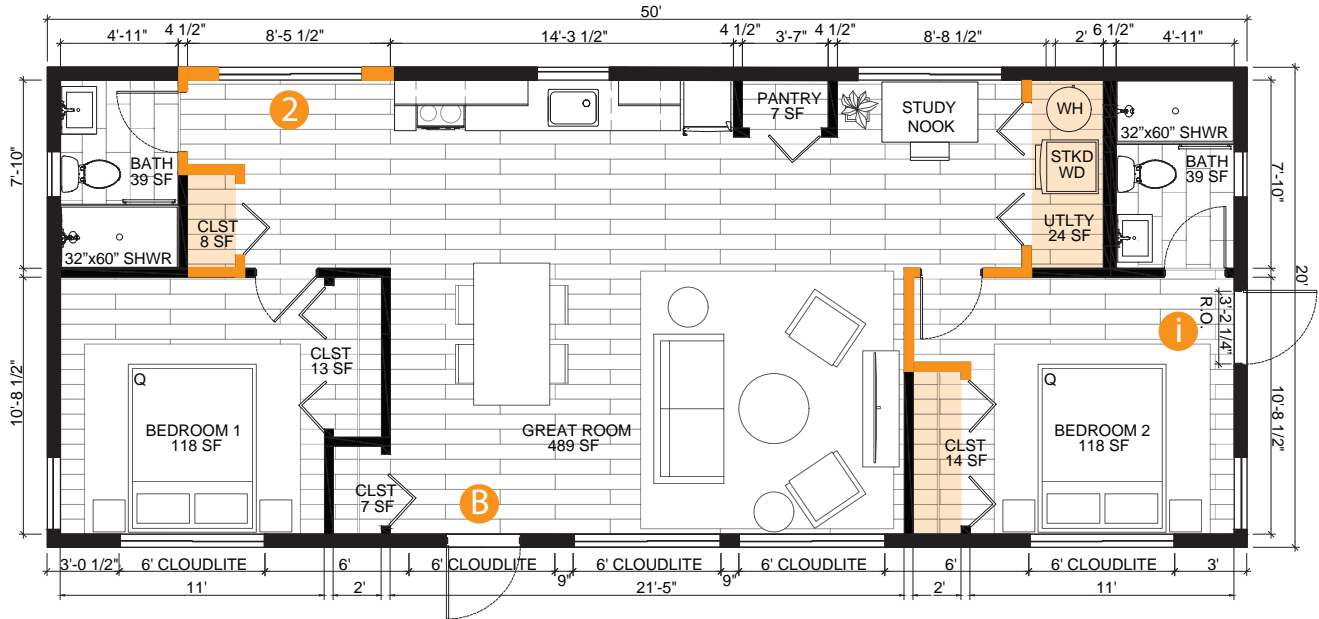 50'
4'-11" 4 1/2" 8'-5 1/2" 14'-3 1/2" 4 1/2" 3'-7" 4 1/2" 8'-8 1/2" 2' 6 1/2" 4'-11"
2
PANTRY
7 SF
STUDY
NOOK
WH
32"x60" SHWR
STKD
WD
BATH
39 SF
BATH
39 SF
7'-10"
7'-10"
CLST
8 SF
UTLTY
24 SF
32"x60" SHWR
20'
3'-2 1/4"
R.O.
i
CLST
13 SF
Q
Q
10'-8 1/2"
10'-8 1/2"
BEDROOM 1
118 SF
GREAT ROOM
489 SF
BEDROOM 2
118 SF
CLST
14 SF
CLST
7 SF
B
3'-0 1/2" 6' CLOUDLITE 6' 6' CLOUDLITE 9" 6' CLOUDLITE 9" 6' CLOUDLITE 6' 6' CLOUDLITE 3'
11' 2' 21'-5" 2' 11'